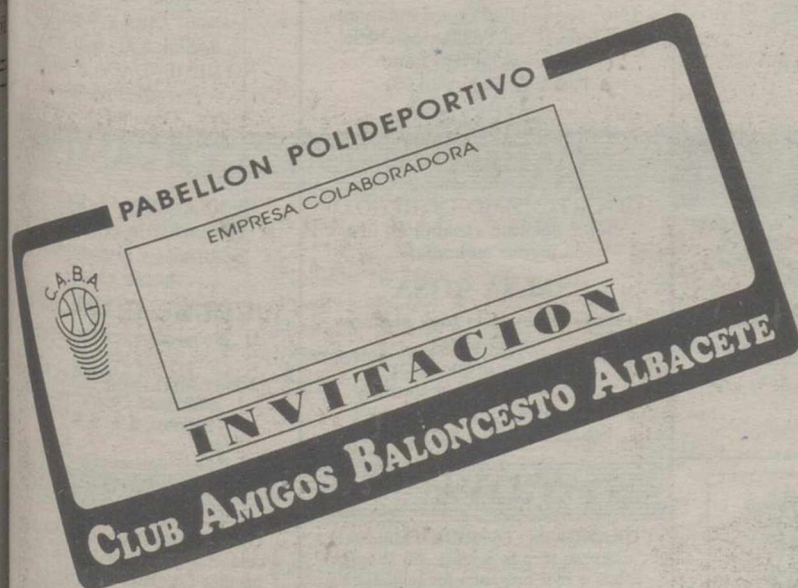 PABELLON POLIDEPORTIVO
EMPRESA COLABORADORA
C.A.B.A.
INVITACION
CLUB AMIGOS BALONCESTO ALBACETE